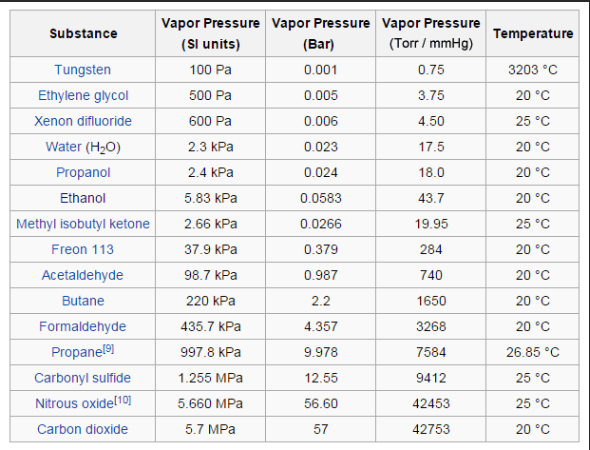 Substance Vapor Pressure (SI units) Vapor Pressure (Bar) Vapor Pressure (Torr / mmHg) Temperature
Tungsten 100 Pa 0.001 0.75 3203 °C
Ethylene glycol 500 Pa 0.005 3.75 20 °C
Xenon difluoride 600 Pa 0.006 4.50 25 °C
Water (H₂O) 2.3 kPa 0.023 17.5 20 °C
Propanol 2.4 kPa 0.024 18.0 20 °C
Ethanol 5.83 kPa 0.0583 43.7 20 °C
Methyl isobutyl ketone 2.66 kPa 0.0266 19.95 25 °C
Freon 113 37.9 kPa 0.379 284 20 °C
Acetaldehyde 98.7 kPa 0.987 740 20 °C
Butane 220 kPa 2.2 1650 20 °C
Formaldehyde 435.7 kPa 4.357 3268 20 °C
Propane[9] 997.8 kPa 9.978 7584 26.85 °C
Carbonyl sulfide 1.255 MPa 12.55 9412 25 °C
Nitrous oxide[10] 5.660 MPa 56.60 42453 25 °C
Carbon dioxide 5.7 MPa 57 42753 20 °C